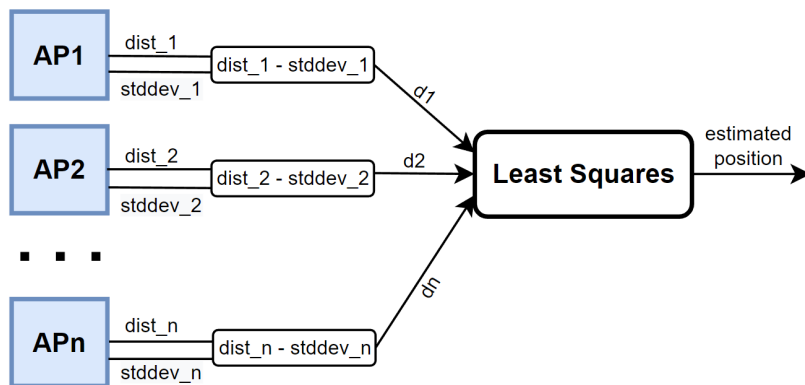 AP1
dist_1
stddev_1
dist_1 - stddev_1
d1
AP2
dist_2
stddev_2
dist_2 - stddev_2
d2
Least Squares
estimated
position
. . .
APn
dist_n
stddev_n
dist_n - stddev_n
dn